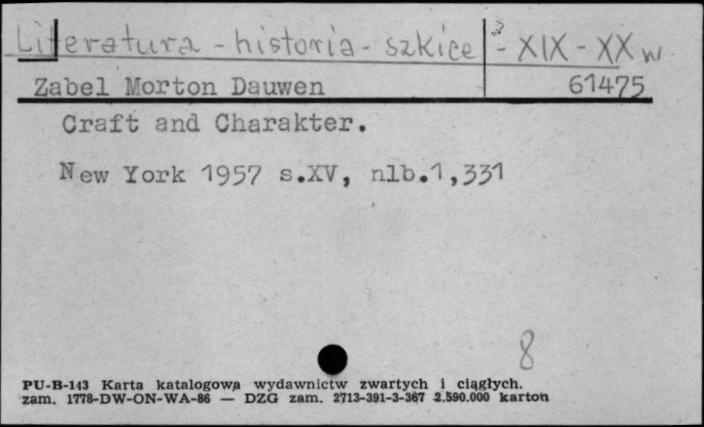 Literatura - historia - szkice - XIX - XX w
Zabel Morton Dauwen 61475
Craft and Charakter.
New York 1957 s.XV, nlb.1,331
8
PU-B-143 Karta katalogowa wydawnictw zwartych i ciągłych.
zam. 1778-DW-ON-WA-86 — DZG zam. 2713-391-3-367 2.590.000 karton